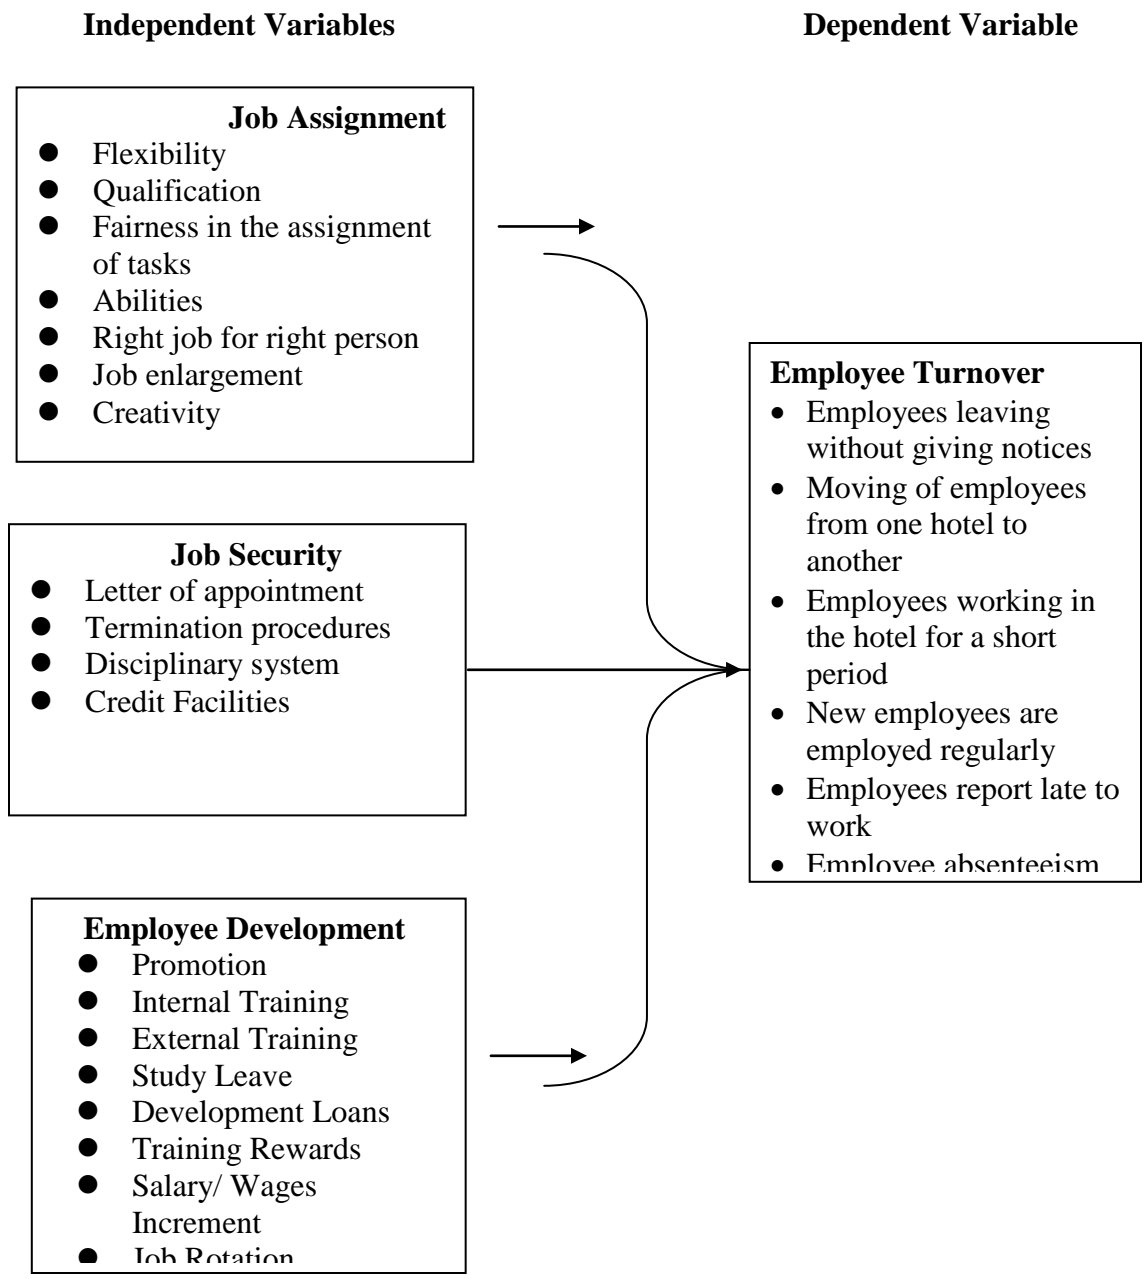 Independent Variables
Dependent Variable
Job Assignment
● Flexibility
● Qualification
● Fairness in the assignment
of tasks
● Abilities
● Right job for right person
● Job enlargement
● Creativity
Job Security
● Letter of appointment
● Termination procedures
● Disciplinary system
● Credit Facilities
Employee Development
● Promotion
● Internal Training
● External Training
● Study Leave
● Development Loans
● Training Rewards
● Salary/ Wages
Increment
● Job Rotation
Employee Turnover
• Employees leaving
without giving notices
• Moving of employees
from one hotel to
another
• Employees working in
the hotel for a short
period
• New employees are
employed regularly
• Employees report late to
work
• Employee absenteeism